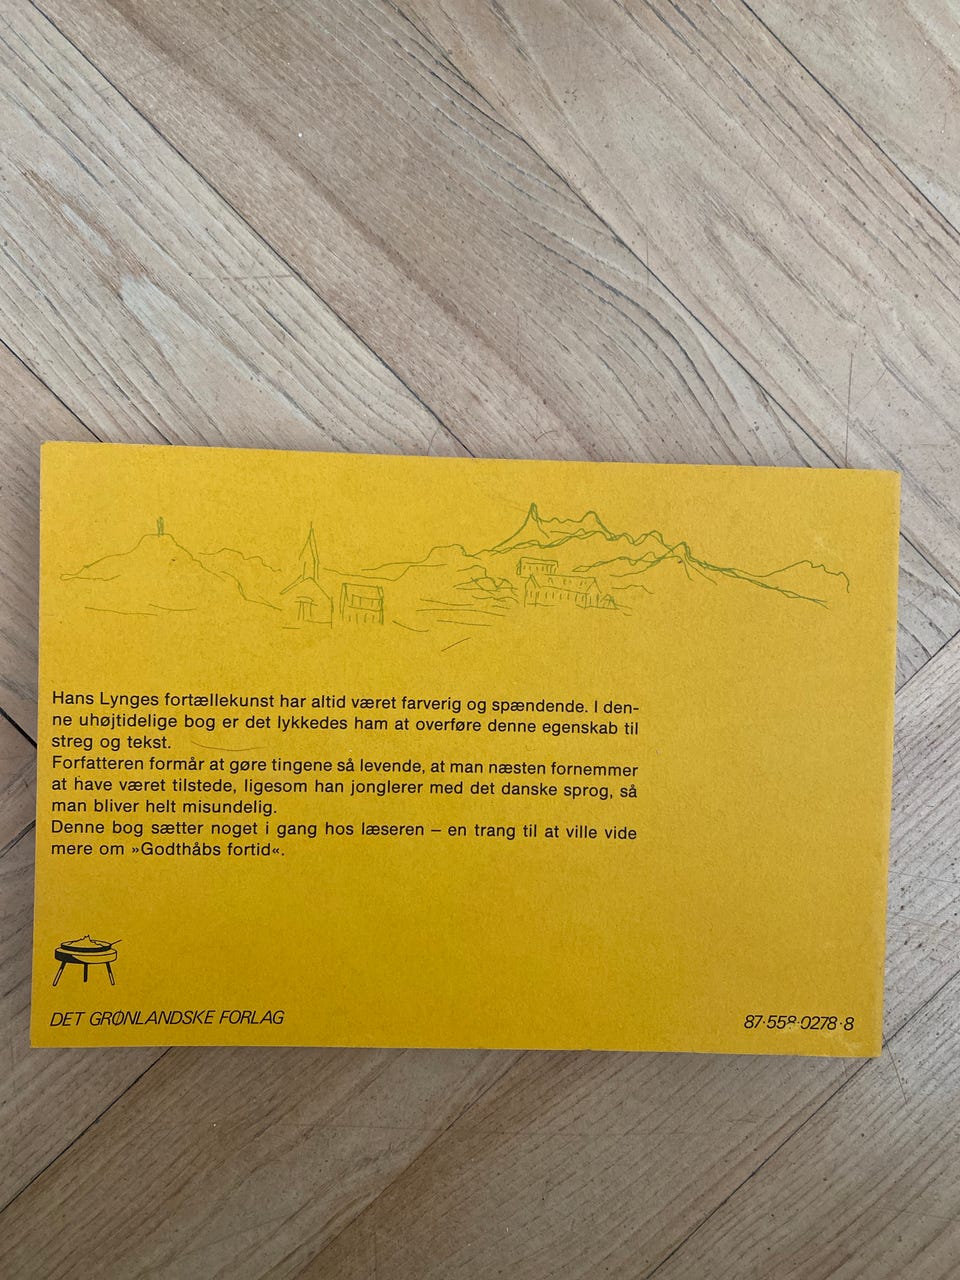 Hans Lynges fortællekunst har altid været farverig og spændende. I den-
ne uhøjtidelige bog er det lykkedes ham at overføre denne egenskab til
streg og tekst.
Forfatteren formår at gøre tingene så levende, at man næsten fornemmer
at have været tilstede, ligesom han jonglerer med det danske sprog, så
man bliver helt misundelig.
Denne bog sætter noget i gang hos læseren – en trang til at ville vide
mere om »Godthåbs fortid«.
DET GRØNLANDSKE FORLAG
87·558·0278·8